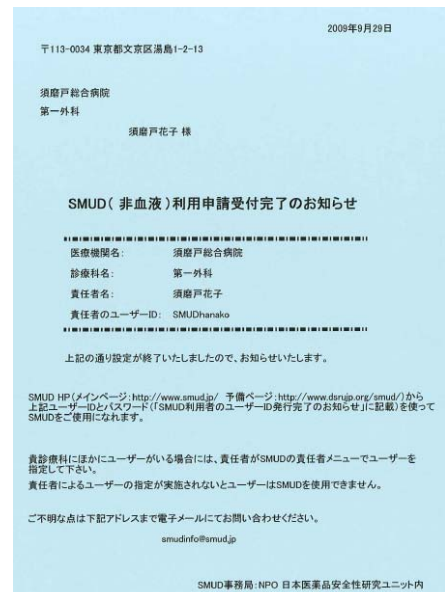 2009年9月29日
〒113-0034 東京都文京区湯島1-2-13
須磨戸総合病院
第一外科
須磨戸花子 様
SMUD( 非血液 )利用申請受付完了のお知らせ
医療機関名: 須磨戸総合病院
診療科名: 第一外科
責任者名: 須磨戸花子
責任者のユーザーID: SMUDhanako
上記の通り設定が終了いたしましたので、お知らせいたします。
SMUD HP(メインページ:http://www.smud.jp/ 予備ページ:http://www.dsrujp.org/smud/)から
上記ユーザーIDとパスワード(「SMUD利用者のユーザーID発行完了のお知らせ」に記載)を使って
SMUDをご使用になれます。
貴診療科にほかにユーザーがいる場合には、責任者がSMUDの責任者メニューでユーザーを
指定して下さい。
責任者によるユーザーの指定が実施されないとユーザーはSMUDを使用できません。
ご不明な点は下記アドレスまで電子メールにてお問い合わせください。
smudinfo@smud.jp
SMUD事務局:NPO 日本医薬品安全性研究ユニット内